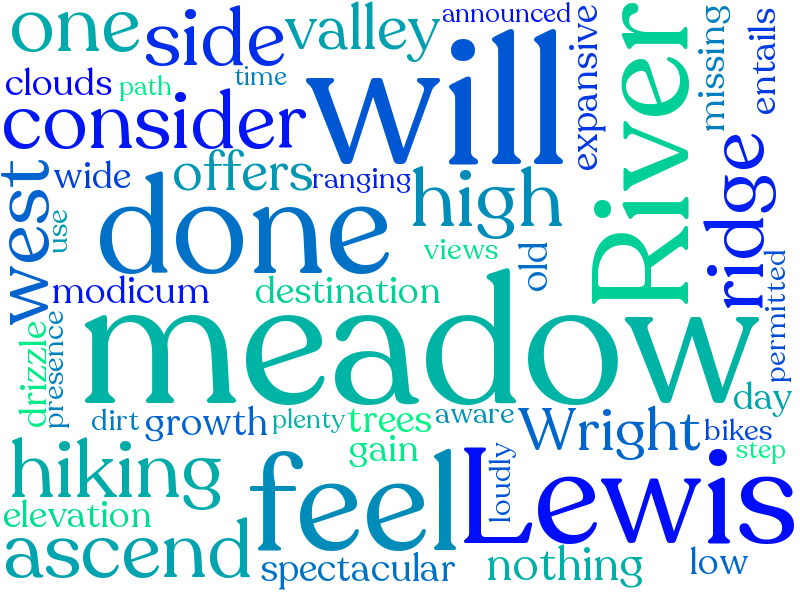 one
side
valley
announced
clouds
path
time
will
expansive
River
missing
entails
consider
west
wide
offers
ranging
high
ridge
use
done
views
old
modicum
destination
permitted
drizzle
presence
meadow
day
dirt
growth
plenty
trees
aware
Wright
bikes
gain
step
hiking
feel
loudly
Lewis
elevation
ascend
spectacular
nothing
low